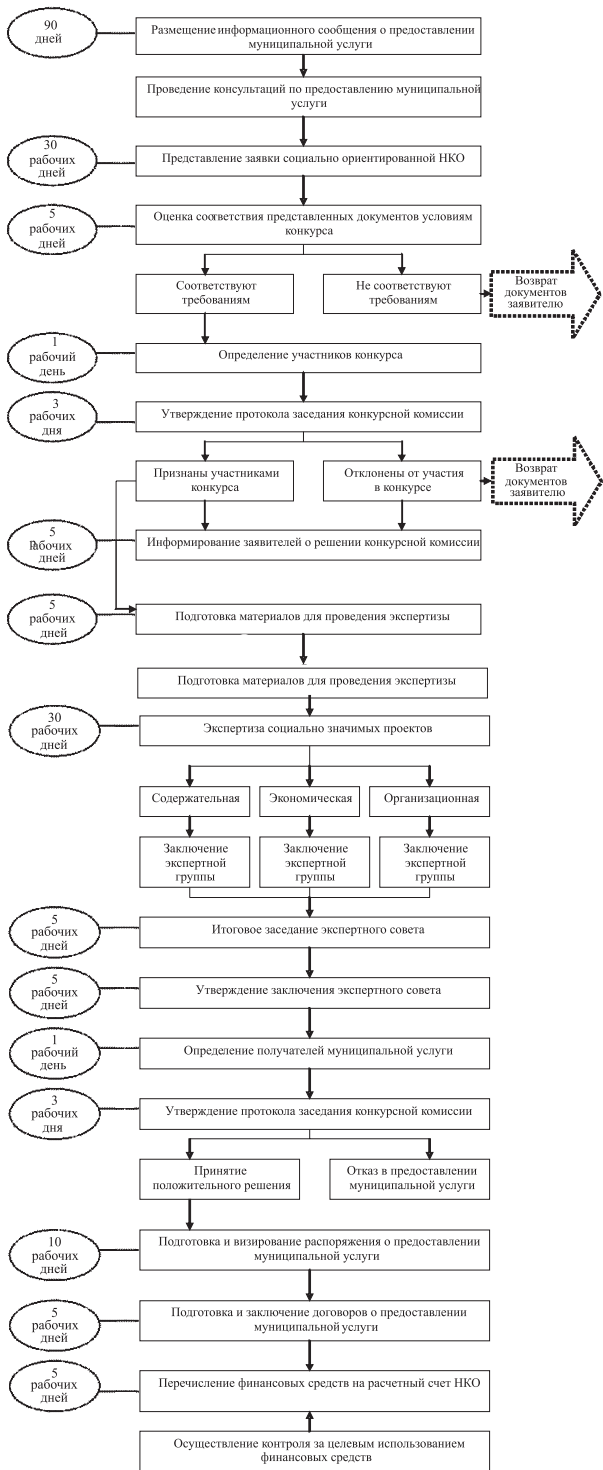 90
дней
Размещение информационного сообщения о предоставлении
муниципальной услуги
Проведение консультаций по предоставлению муниципальной
услуги
30
рабочих
дней
Представление заявки социально ориентированной НКО
5
рабочих
дней
Оценка соответствия представленных документов условиям
конкурса
Соответствуют
требованиям
Не соответствуют
требованиям
Возврат
документов
заявителю
1
рабочий
день
Определение участников конкурса
3
рабочих
дня
Утверждение протокола заседания конкурсной комиссии
Признаны участниками
конкурса
Отклонены от участия
в конкурсе
Возврат
документов
заявителю
5
Рабочих
дней
Информирование заявителей о решении конкурсной комиссии
5
рабочих
дней
Подготовка материалов для проведения экспертизы
Подготовка материалов для проведения экспертизы
30
рабочих
дней
Экспертиза социально значимых проектов
Содержательная
Экономическая
Организационная
Заключение
экспертной
группы
Заключение
экспертной
группы
Заключение
экспертной
группы
5
рабочих
дней
Итоговое заседание экспертного совета
5
рабочих
дней
Утверждение заключения экспертного совета
1
рабочий
день
Определение получателей муниципальной услуги
3
рабочих
дня
Утверждение протокола заседания конкурсной комиссии
Принятие
положительного решения
Отказ в предоставлении
муниципальной услуги
10
рабочих
дней
Подготовка и визирование распоряжения о предоставлении
муниципальной услуги
5
рабочих
дней
Подготовка и заключение договоров о предоставлении
муниципальной услуги
5
рабочих
дней
Перечисление финансовых средств на расчетный счет НКО
Осуществление контроля за целевым использованием
финансовых средств